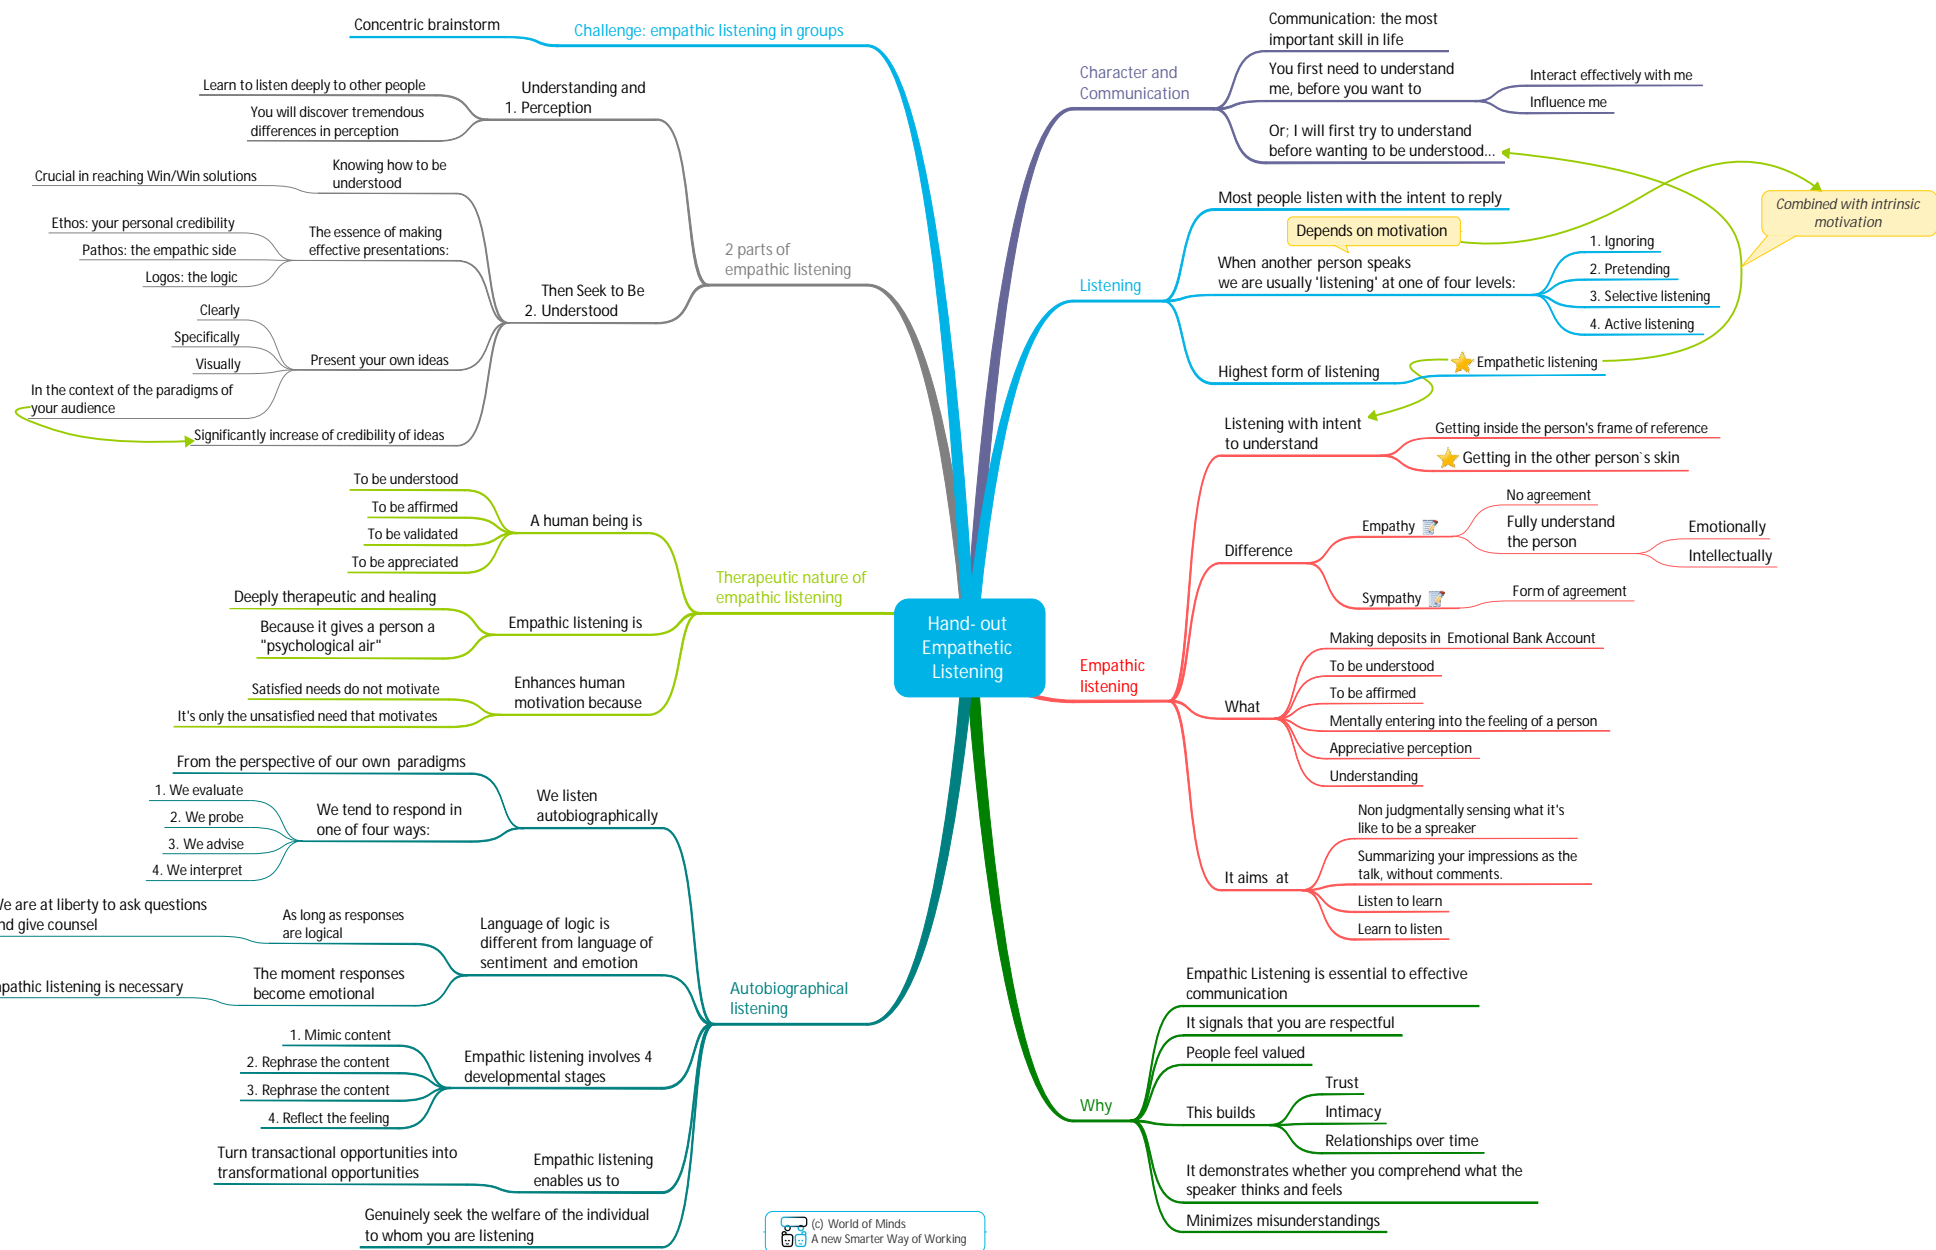 Hand- out
Empathetic
Listening
Character and
Communication
Communication: the most
important skill in life
You first need to understand
me, before you want to
Interact effectively with me
Influence me
Or; I will first try to understand
before wanting to be understood...
Listening
Most people listen with the intent to reply
Depends on motivation
Combined with intrinsic
motivation
When another person speaks
we are usually 'listening' at one of four levels:
1. Ignoring
2. Pretending
3. Selective listening
4. Active listening
Highest form of listening
Empathetic listening
Empathic
listening
Listening with intent
to understand
Getting inside the person's frame of reference
Getting in the other person`s skin
Difference
Empathy
No agreement
Fully understand
the person
Emotionally
Intellectually
Sympathy
Form of agreement
What
Making deposits in Emotional Bank Account
To be understood
To be affirmed
Mentally entering into the feeling of a person
Appreciative perception
Understanding
It aims at
Non judgmentally sensing what it's
like to be a spreaker
Summarizing your impressions as the
talk, without comments.
Listen to learn
Learn to listen
Why
Empathic Listening is essential to effective
communication
It signals that you are respectful
People feel valued
This builds
Trust
Intimacy
Relationships over time
It demonstrates whether you comprehend what the
speaker thinks and feels
Minimizes misunderstandings
Challenge: empathic listening in groups
Concentric brainstorm
2 parts of
empathic listening
1. Understanding and
Perception
Learn to listen deeply to other people
You will discover tremendous
differences in perception
2. Then Seek to Be
Understood
Knowing how to be
understood
Crucial in reaching Win/Win solutions
The essence of making
effective presentations:
Ethos: your personal credibility
Pathos: the empathic side
Logos: the logic
Present your own ideas
Clearly
Specifically
Visually
In the context of the paradigms of
your audience
Significantly increase of credibility of ideas
Therapeutic nature of
empathic listening
A human being is
To be understood
To be affirmed
To be validated
To be appreciated
Empathic listening is
Deeply therapeutic and healing
Because it gives a person a
"psychological air"
Enhances human
motivation because
Satisfied needs do not motivate
It's only the unsatisfied need that motivates
Autobiographical
listening
We listen
autobiographically
From the perspective of our own paradigms
We tend to respond in
one of four ways:
1. We evaluate
2. We probe
3. We advise
4. We interpret
Language of logic is
different from language of
sentiment and emotion
As long as responses
are logical
are at liberty to ask questions
give counsel
The moment responses
become emotional
listening is necessary
Empathic listening involves 4
developmental stages
1. Mimic content
2. Rephrase the content
3. Rephrase the content
4. Reflect the feeling
Empathic listening
enables us to
Turn transactional opportunities into
transformational opportunities
Genuinely seek the welfare of the individual
to whom you are listening
(c) World of Minds
A new Smarter Way of Working